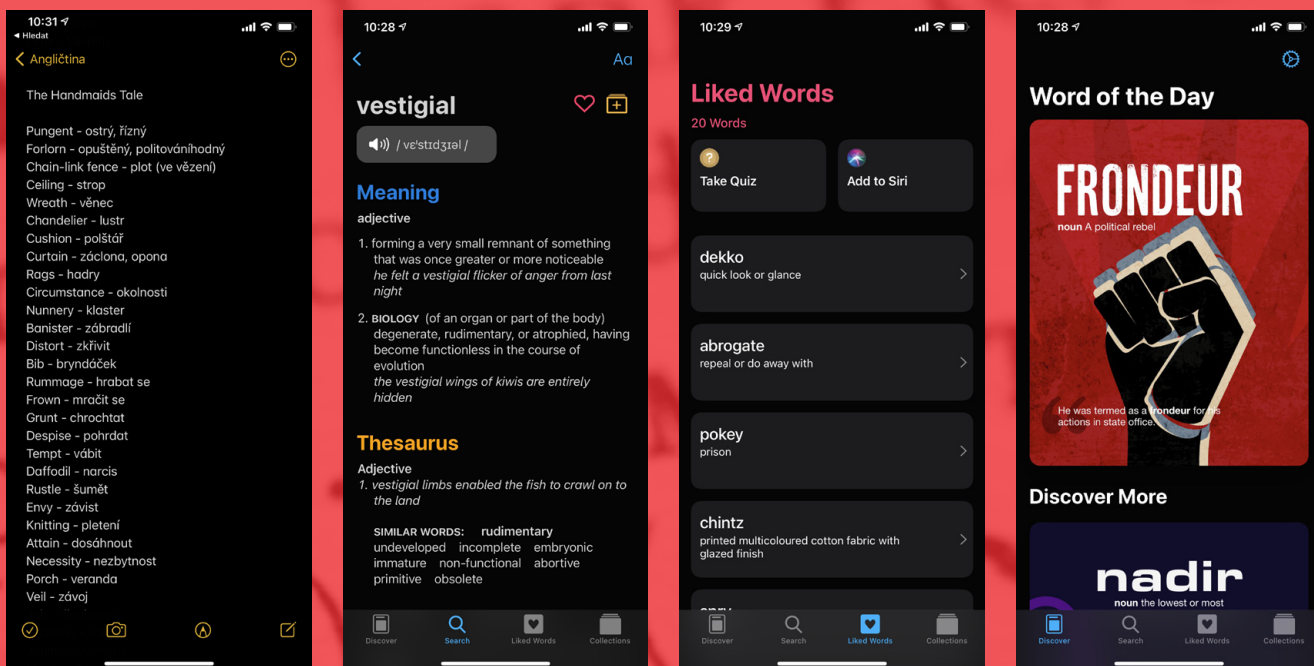 10:31
Hledat
Angličtina
The Handmaids Tale
Pungent - ostrý, řízný
Forlorn - opuštěný, politováníhodný
Chain-link fence - plot (ve vězení)
Ceiling - strop
Wreath - věnec
Chandelier - lustr
Cushion - polštář
Curtain - záclona, opona
Rags - hadry
Circumstance - okolnosti
Nunnery - klaster
Banister - zábradlí
Distort - zkřivit
Bib - bryndáček
Rummage - hrabat se
Frown - mračit se
Grunt - chrochtat
Despise - pohrdat
Tempt - vábit
Daffodil - narcis
Rustle - šumět
Envy - závist
Knitting - pletení
Attain - dosáhnout
Necessity - nezbytnost
Porch - veranda
Veil - závoj
10:28
Aa
vestigial
/ vɛˈstɪdʒɪəl /
Meaning
adjective
1. forming a very small remnant of something
that was once greater or more noticeable
he felt a vestigial flicker of anger from last
night
2. BIOLOGY (of an organ or part of the body)
degenerate, rudimentary, or atrophied, having
become functionless in the course of
evolution
the vestigial wings of kiwis are entirely
hidden
Thesaurus
Adjective
1. vestigial limbs enabled the fish to crawl on to
the land
SIMILAR WORDS: rudimentary
undeveloped incomplete embryonic
immature non-functional abortive
primitive obsolete
Discover Search Liked Words Collections
10:29
Liked Words
20 Words
Take Quiz
Add to Siri
dekko
quick look or glance
abrogate
repeal or do away with
pokey
prison
chintz
printed multicoloured cotton fabric with
glazed finish
Discover Search Liked Words Collections
10:28
Word of the Day
FRONDEUR
noun A political rebel
He was termed as a frondeur for his
actions in state office.
Discover More
nadir
noun the lowest or most
Discover Search Liked Words Collections